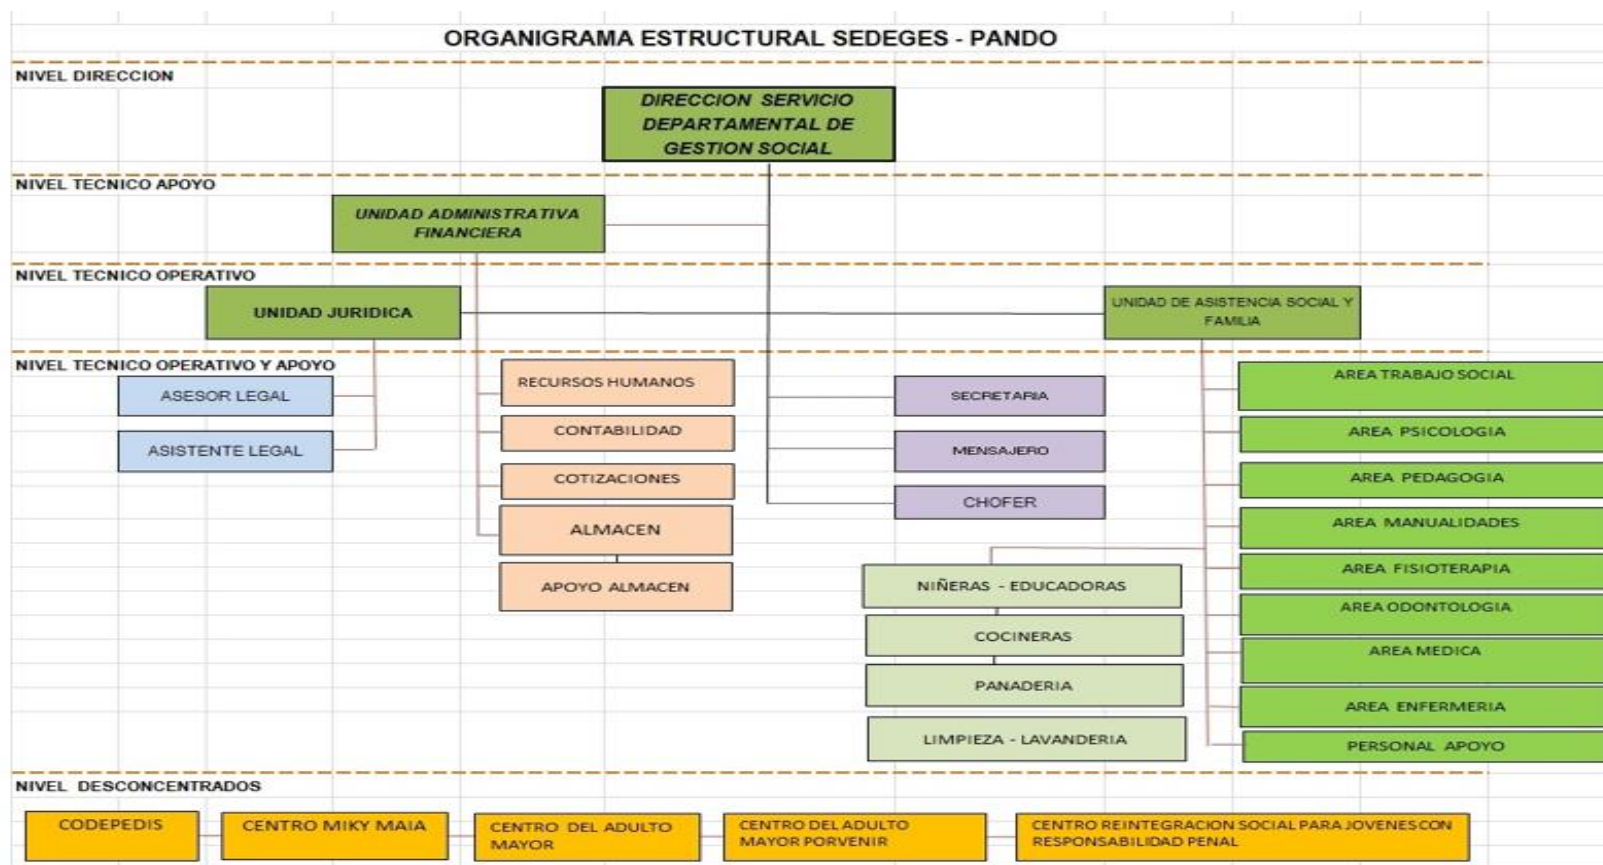 ORGANIGRAMA ESTRUCTURAL SEDEGES - PANDO
NIVEL DIRECCION
DIRECCION SERVICIO
DEPARTAMENTAL DE
GESTION SOCIAL
NIVEL TECNICO APOYO
UNIDAD ADMINISTRATIVA
FINANCIERA
NIVEL TECNICO OPERATIVO
UNIDAD JURIDICA
UNIDAD DE ASISTENCIA SOCIAL Y
FAMILIA
NIVEL TECNICO OPERATIVO Y APOYO
ASESOR LEGAL
ASISTENTE LEGAL
RECURSOS HUMANOS
CONTABILIDAD
COTIZACIONES
ALMACEN
APOYO ALMACEN
SECRETARIA
MENSAJERO
CHOFER
NIÑERAS - EDUCADORAS
COCINERAS
PANADERIA
LIMPIEZA - LAVANDERIA
AREA TRABAJO SOCIAL
AREA PSICOLOGIA
AREA PEDAGOGIA
AREA MANUALIDADES
AREA FISIOTERAPIA
AREA ODONTOLOGIA
AREA MEDICA
AREA ENFERMERIA
PERSONAL APOYO
NIVEL DESCONCENTRADOS
CODEPEDIS
CENTRO MIKY MAIA
CENTRO DEL ADULTO
MAYOR
CENTRO DEL ADULTO
MAYOR PORVENIR
CENTRO REINTEGRACION SOCIAL PARA JOVENES CON
RESPONSABILIDAD PENAL